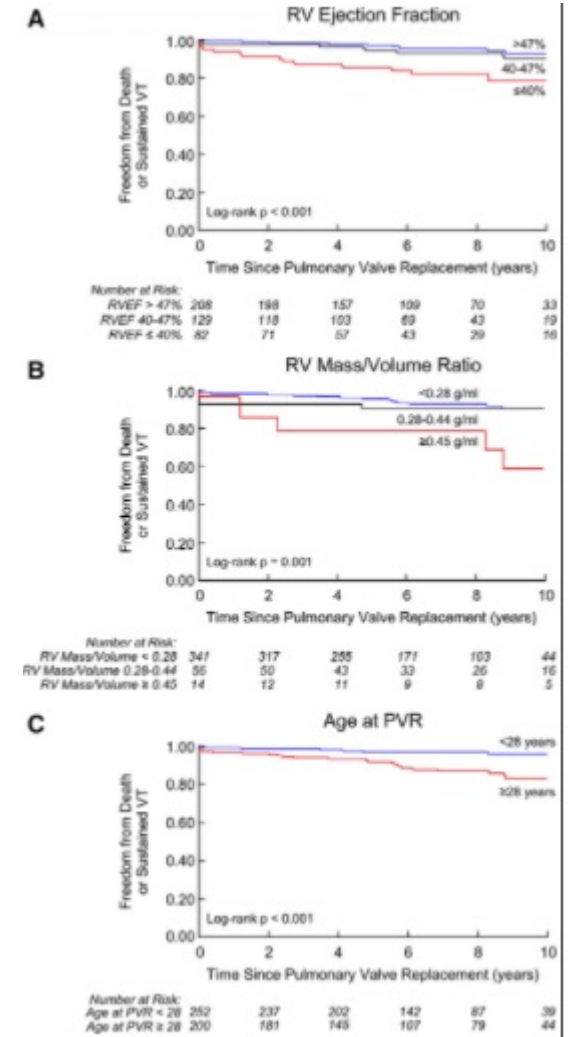 A
RV Ejection Fraction
Freedom from Death
or Sustained VT
1.00
0.80
0.60
0.40
0.20
0.00
>47%
40-47%
≤40%
Log-rank p < 0.001
0 2 4 6 8 10
Time Since Pulmonary Valve Replacement (years)
Number at Risk:
RVEF > 47% 208 198 157 109 70 33
RVEF 40-47% 129 118 103 69 43 19
RVEF ≤ 40% 82 71 57 43 29 16
B
RV Mass/Volume Ratio
Freedom from Death
or Sustained VT
1.00
0.80
0.60
0.40
0.20
0.00
<0.28 g/ml
0.28-0.44 g/ml
≥0.45 g/ml
Log-rank p = 0.001
0 2 4 6 8 10
Time Since Pulmonary Valve Replacement (years)
Number at Risk:
RV Mass/Volume < 0.28 341 317 255 171 103 44
RV Mass/Volume 0.28-0.44 56 50 43 33 26 16
RV Mass/Volume ≥ 0.45 14 12 11 9 8 5
C
Age at PVR
Freedom from Death
or Sustained VT
1.00
0.80
0.60
0.40
0.20
0.00
<28 years
≥28 years
Log-rank p < 0.001
0 2 4 6 8 10
Time Since Pulmonary Valve Replacement (years)
Number at Risk:
Age at PVR < 28 252 237 202 142 87 39
Age at PVR ≥ 28 200 181 145 107 79 44